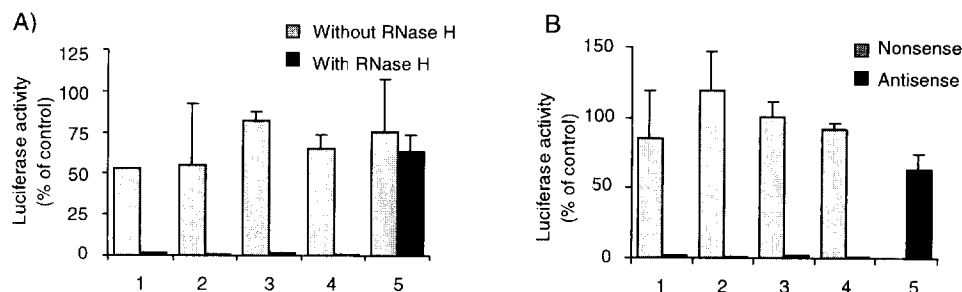 A)
Without RNase H
With RNase H
Luciferase activity
(% of control)
125
100
75
50
25
0
1 2 3 4 5
B
Nonsense
Antisense
Luciferase activity
(% of control)
150
100
50
0
1 2 3 4 5